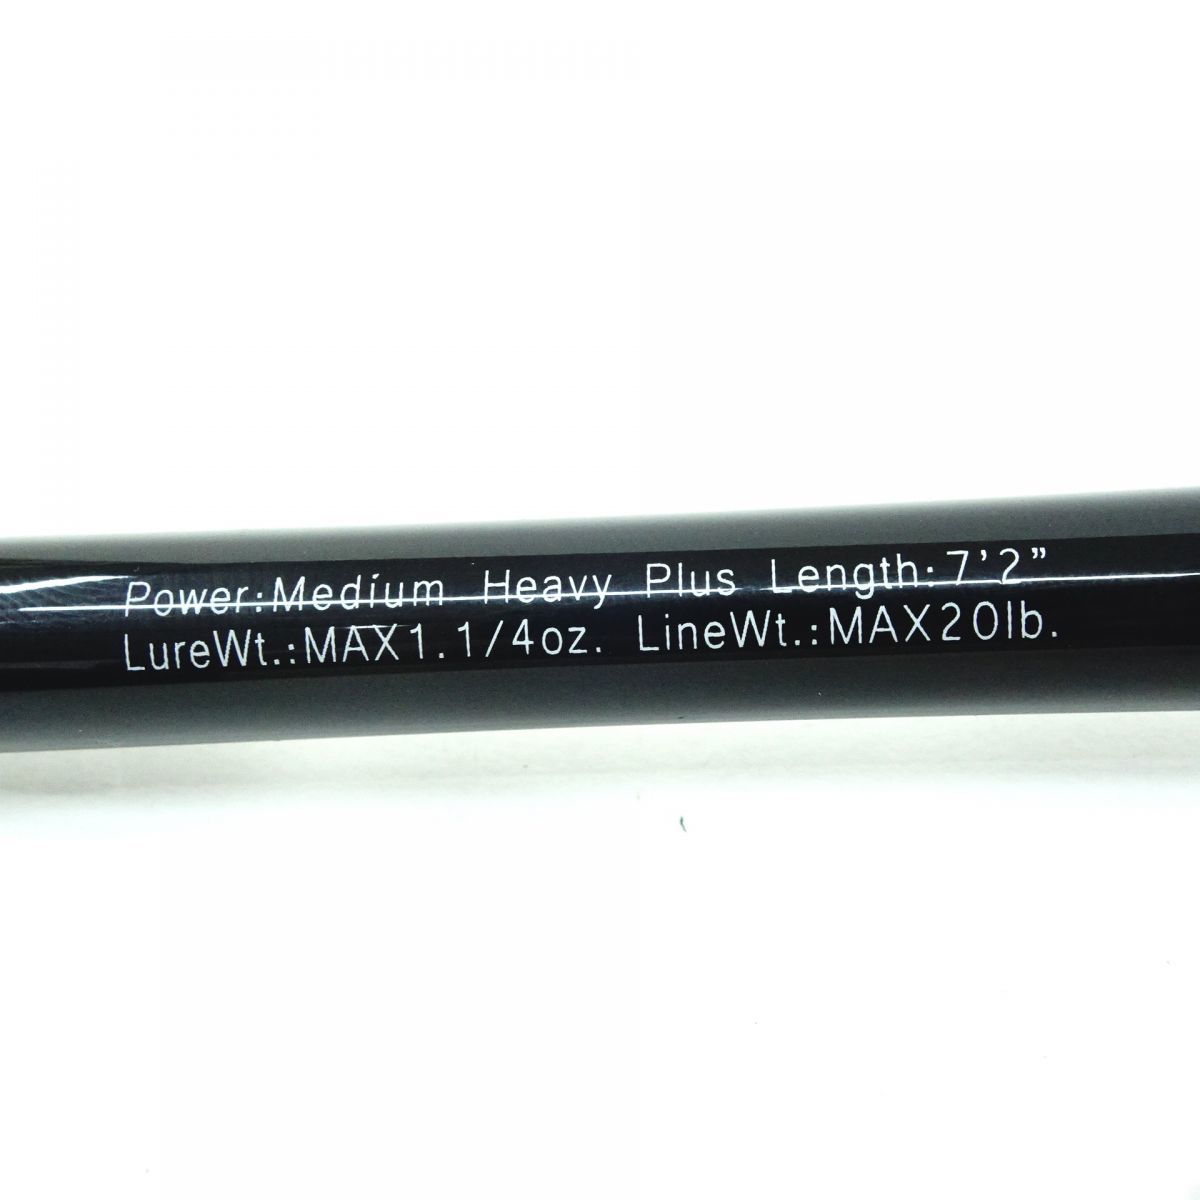 Power:Medium Heavy Plus Length:7'2"
LureWt.:MAX1.1/4oz. LineWt.:MAX20lb.